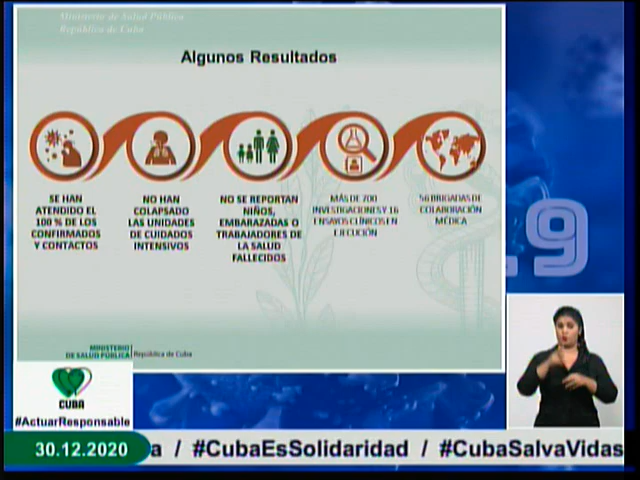 Ministerio de Salud Pública
República de Cuba
Algunos Resultados
SE HAN
ATENDIDO EL
100 % DE LOS
CONFIRMADOS
Y CONTACTOS
NO HAN
COLAPSADO
LAS UNIDADES
DE CUIDADOS
INTENSIVOS
NO SE REPORTAN
NIÑOS,
EMBARAZADAS O
TRABAJADORES DE
LA SALUD
FALLECIDOS
MÁS DE 700
INVESTIGACIONES Y 16
ENSAYOS CLÍNICOS EN
EJECUCIÓN
56 BRIGADAS DE
COLABORACIÓN
MÉDICA
19
MINISTERIO
DE SALUD PÚBLICA
República de Cuba
CUBA
#ActuarResponsable
30.12.2020
a / #CubaEsSolidaridad / #CubaSalvaVidas